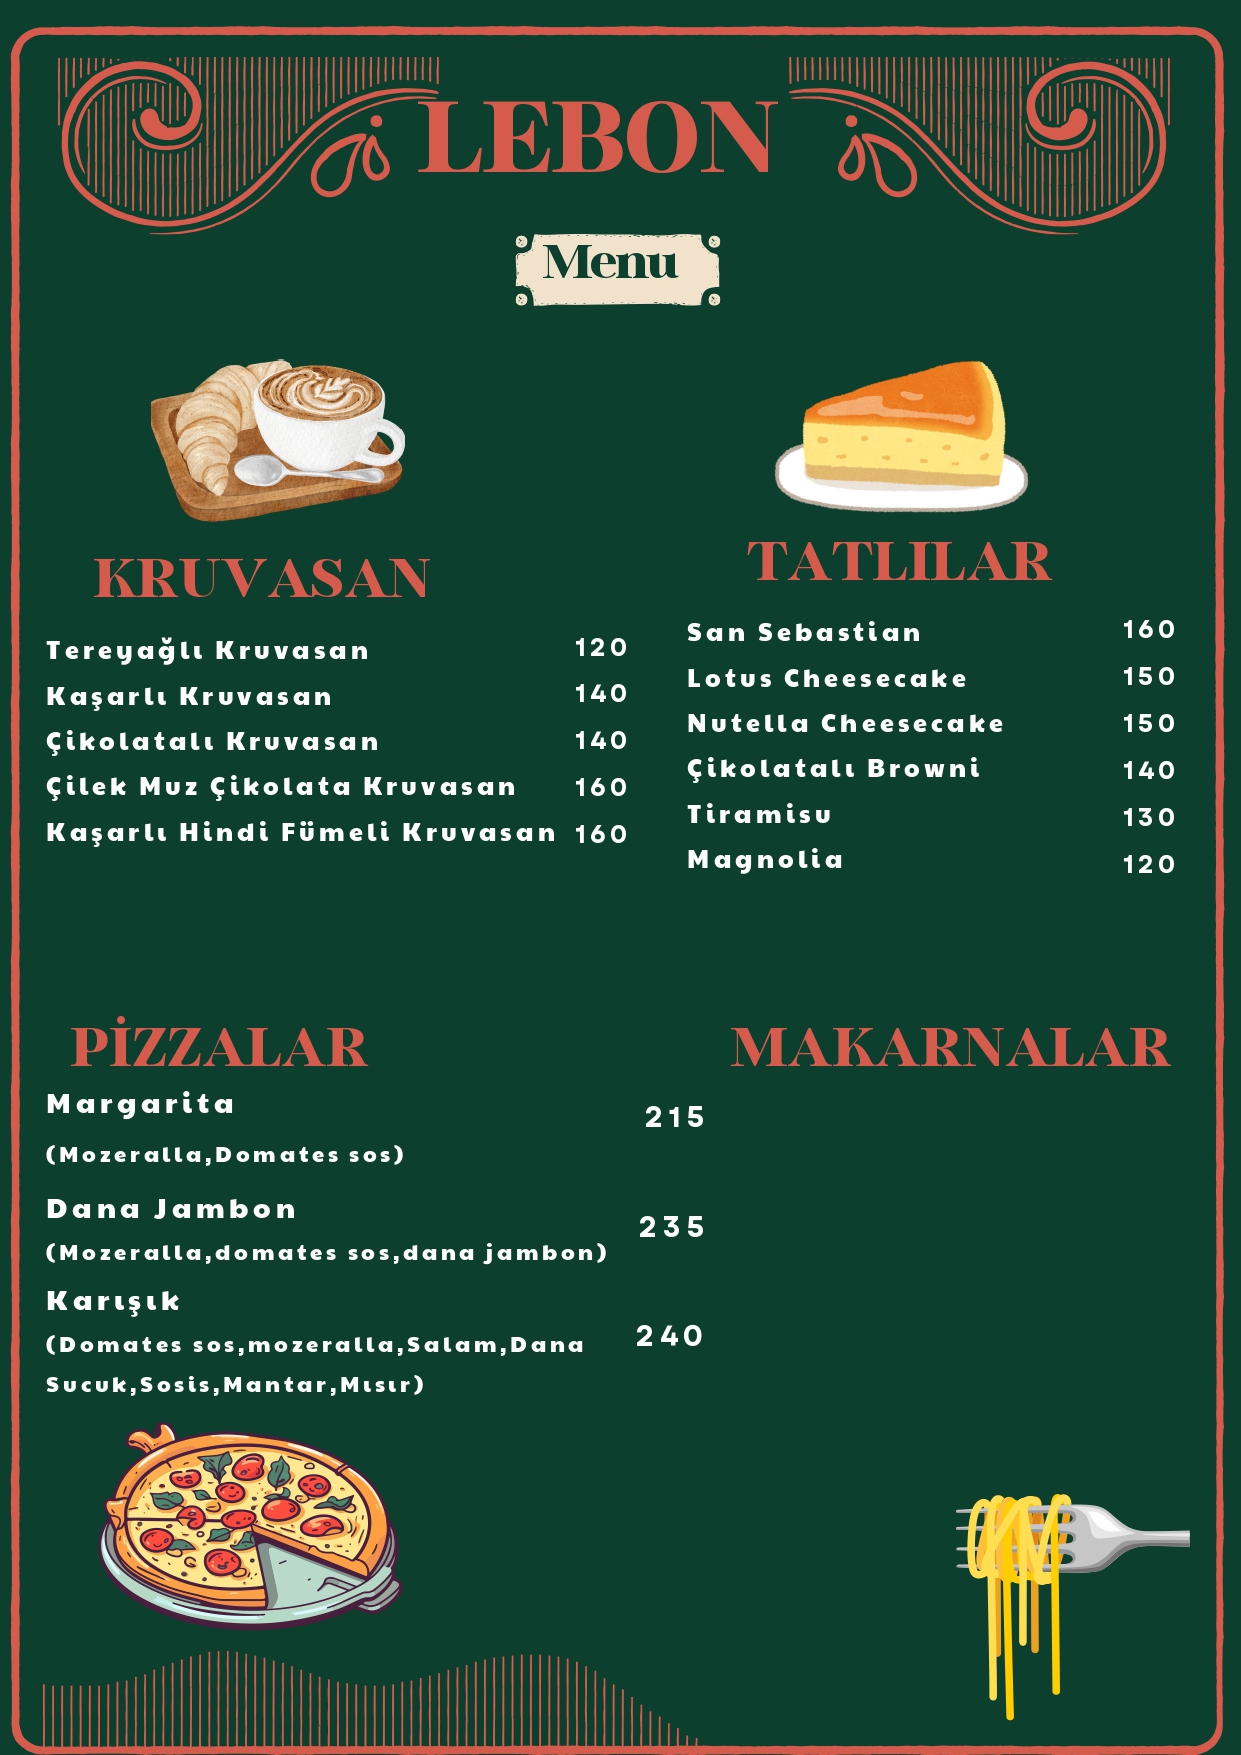 LEBON
Menu
KRUVASAN
Tereyağlı Kruvasan 120
Kaşarlı Kruvasan 140
Çikolatalı Kruvasan 140
Çilek Muz Çikolata Kruvasan 160
Kaşarlı Hindi Fümeli Kruvasan 160
TATLILAR
San Sebastian 160
Lotus Cheesecake 150
Nutella Cheesecake 150
Çikolatalı Browni 140
Tiramisu 130
Magnolia 120
PİZZALAR
Margarita 215
(Mozeralla,Domates sos)
Dana Jambon 235
(Mozeralla,domates sos,dana jambon)
Karışık
(Domates sos,mozeralla,Salam,Dana 240
Sucuk,Sosis,Mantar,Mısır)
MAKARNALAR